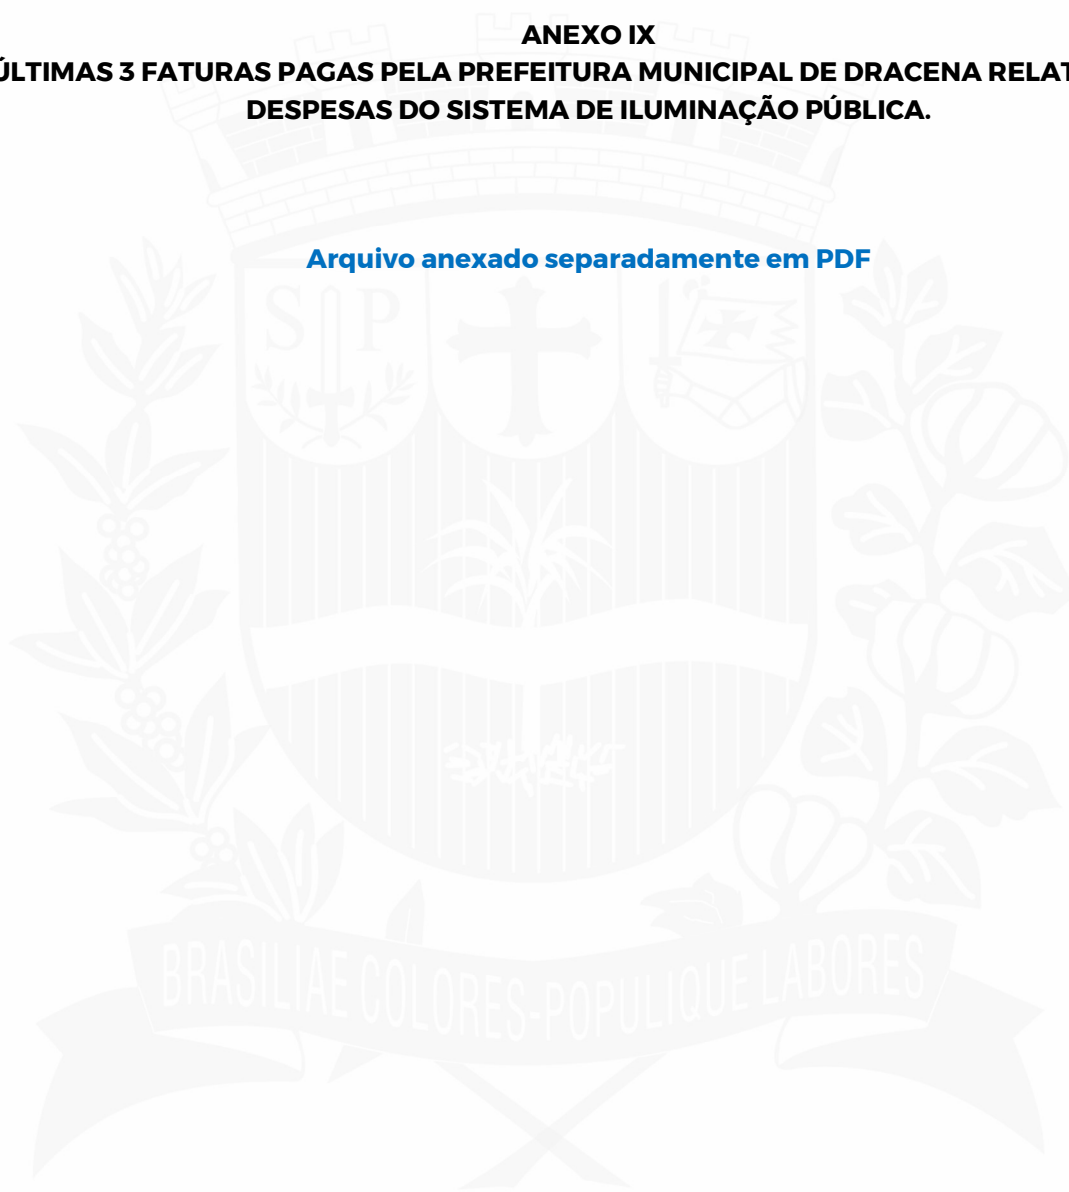 ANEXO IX
ÚLTIMAS 3 FATURAS PAGAS PELA PREFEITURA MUNICIPAL DE DRACENA RELAT
DESPESAS DO SISTEMA DE ILUMINAÇÃO PÚBLICA.
Arquivo anexado separadamente em PDF
S P
BRASILIAE COLORES-POPULIQUE LABORES